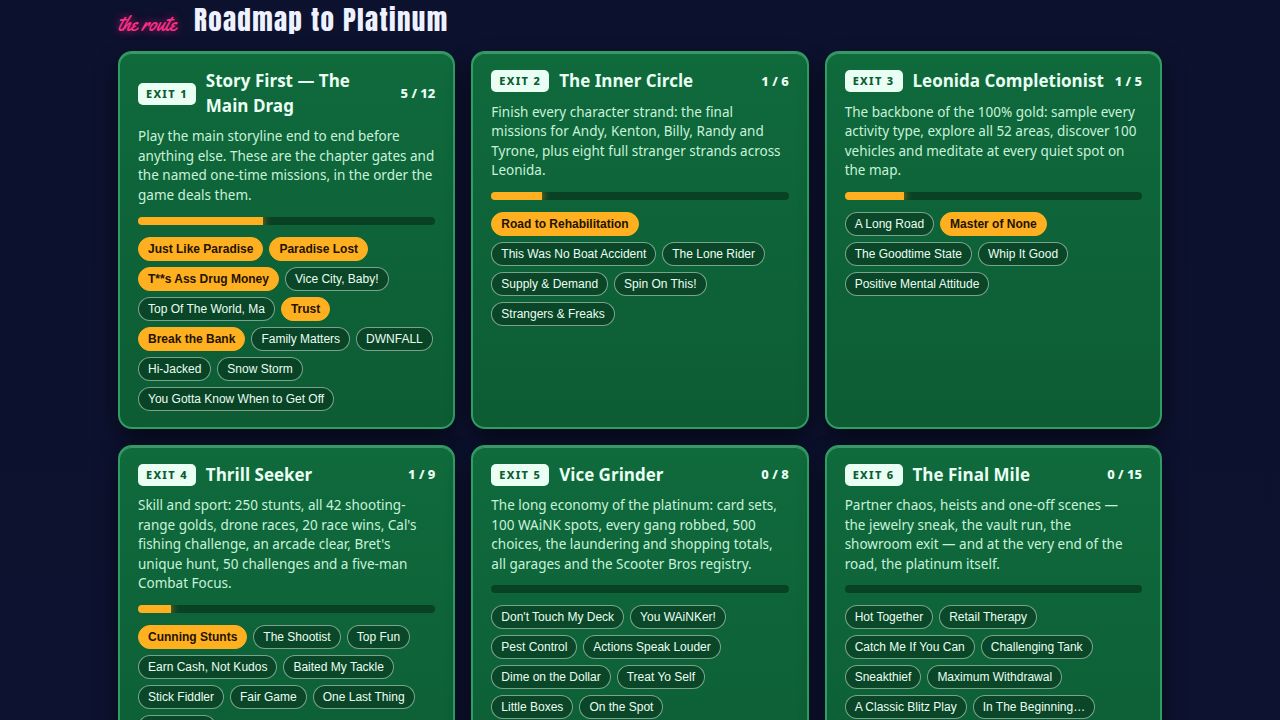 the route Roadmap to Platinum
EXIT 1 Story First — The Main Drag 5 / 12
Play the main storyline end to end before
anything else. These are the chapter gates and
the named one-time missions, in the order the
game deals them.
Just Like Paradise Paradise Lost
T**s Ass Drug Money Vice City, Baby!
Top Of The World, Ma Trust
Break the Bank Family Matters DWNFALL
Hi-Jacked Snow Storm
You Gotta Know When to Get Off
EXIT 2 The Inner Circle 1 / 6
Finish every character strand: the final
missions for Andy, Kenton, Billy, Randy and
Tyrone, plus eight full stranger strands across
Leonida.
Road to Rehabilitation
This Was No Boat Accident The Lone Rider
Supply & Demand Spin On This!
Strangers & Freaks
EXIT 3 Leonida Completionist 1 / 5
The backbone of the 100% gold: sample every
activity type, explore all 52 areas, discover 100
vehicles and meditate at every quiet spot on
the map.
A Long Road Master of None
The Goodtime State Whip It Good
Positive Mental Attitude
EXIT 4 Thrill Seeker 1 / 9
Skill and sport: 250 stunts, all 42 shooting-
range golds, drone races, 20 race wins, Cal's
fishing challenge, an arcade clear, Bret's
unique hunt, 50 challenges and a five-man
Combat Focus.
Cunning Stunts The Shootist Top Fun
Earn Cash, Not Kudos Baited My Tackle
Stick Fiddler Fair Game One Last Thing
EXIT 5 Vice Grinder 0 / 8
The long economy of the platinum: card sets,
100 WAiNK spots, every gang robbed, 500
choices, the laundering and shopping totals,
all garages and the Scooter Bros registry.
Don't Touch My Deck You WAiNKer!
Pest Control Actions Speak Louder
Dime on the Dollar Treat Yo Self
Little Boxes On the Spot
EXIT 6 The Final Mile 0 / 15
Partner chaos, heists and one-off scenes —
the jewelry sneak, the vault run, the
showroom exit — and at the very end of the
road, the platinum itself.
Hot Together Retail Therapy
Catch Me If You Can Challenging Tank
Sneakthief Maximum Withdrawal
A Classic Blitz Play In The Beginning…